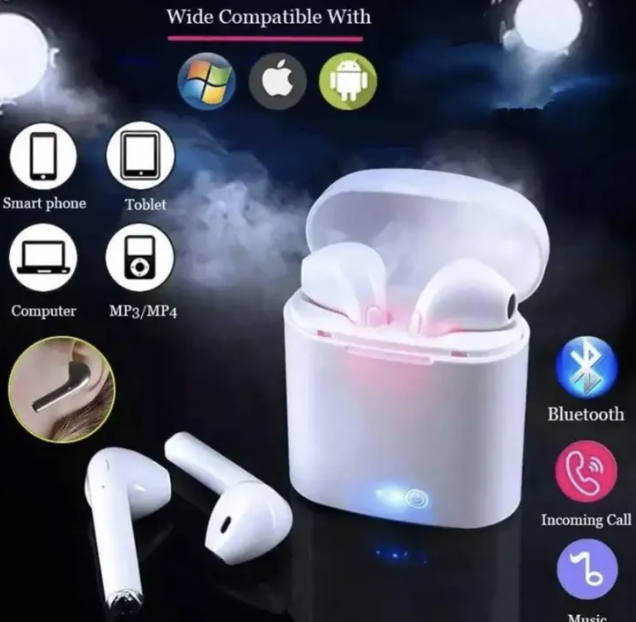 Wide Compatible With
Smart phone
Toblet
Computer
MP3/MP4
Bluetooth
Incoming Call
Music